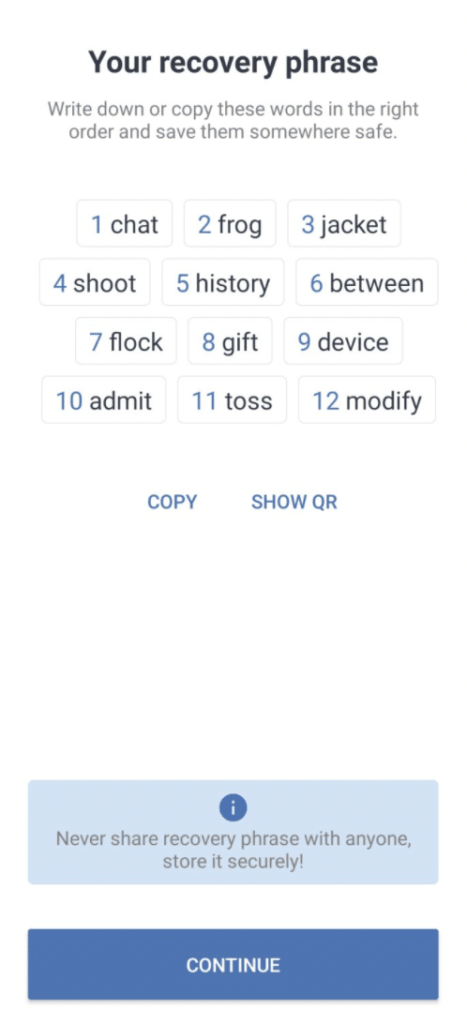 Your recovery phrase
Write down or copy these words in the right
order and save them somewhere safe.
1 chat 2 frog 3 jacket
4 shoot 5 history 6 between
7 flock 8 gift 9 device
10 admit 11 toss 12 modify
COPY SHOW QR
i
Never share recovery phrase with anyone,
store it securely!
CONTINUE